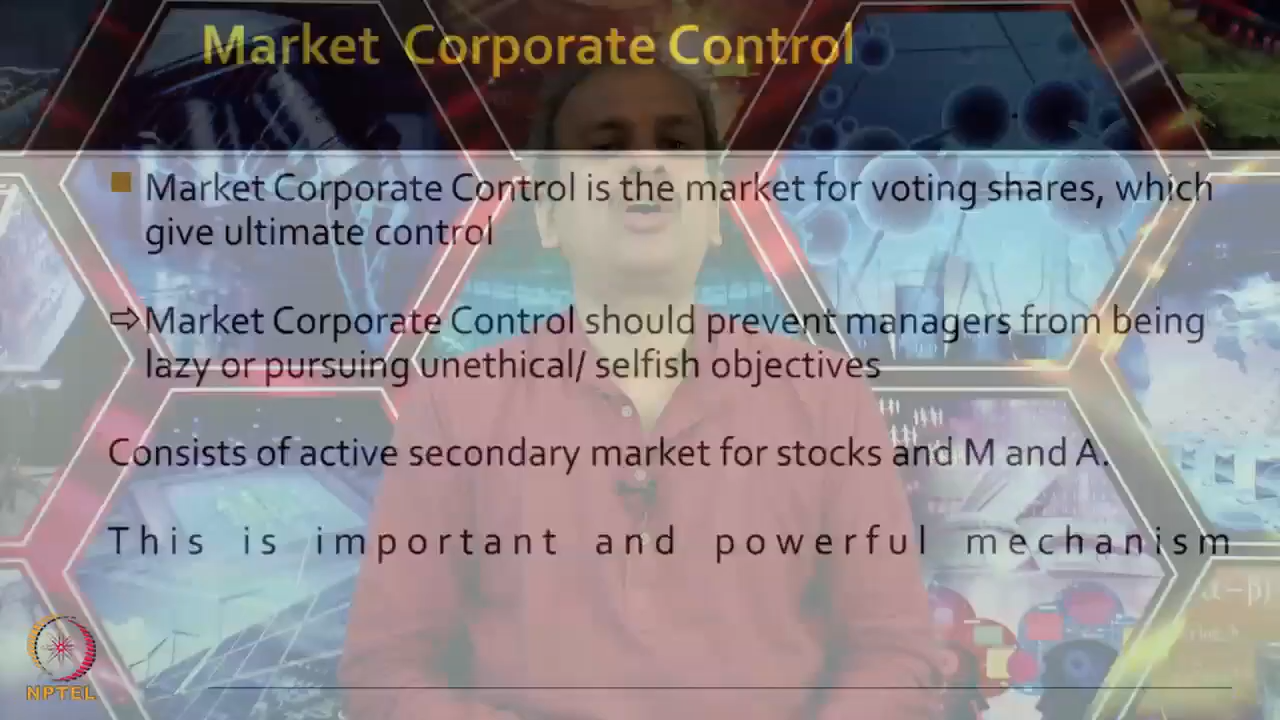 Market Corporate Control
Market Corporate Control is the market for voting shares, which
give ultimate control
⇨Market Corporate Control should prevent managers from being
lazy or pursuing unethical/ selfish objectives
Consists of active secondary market for stocks and M and A.
This is important and powerful mechanism
NPTEL